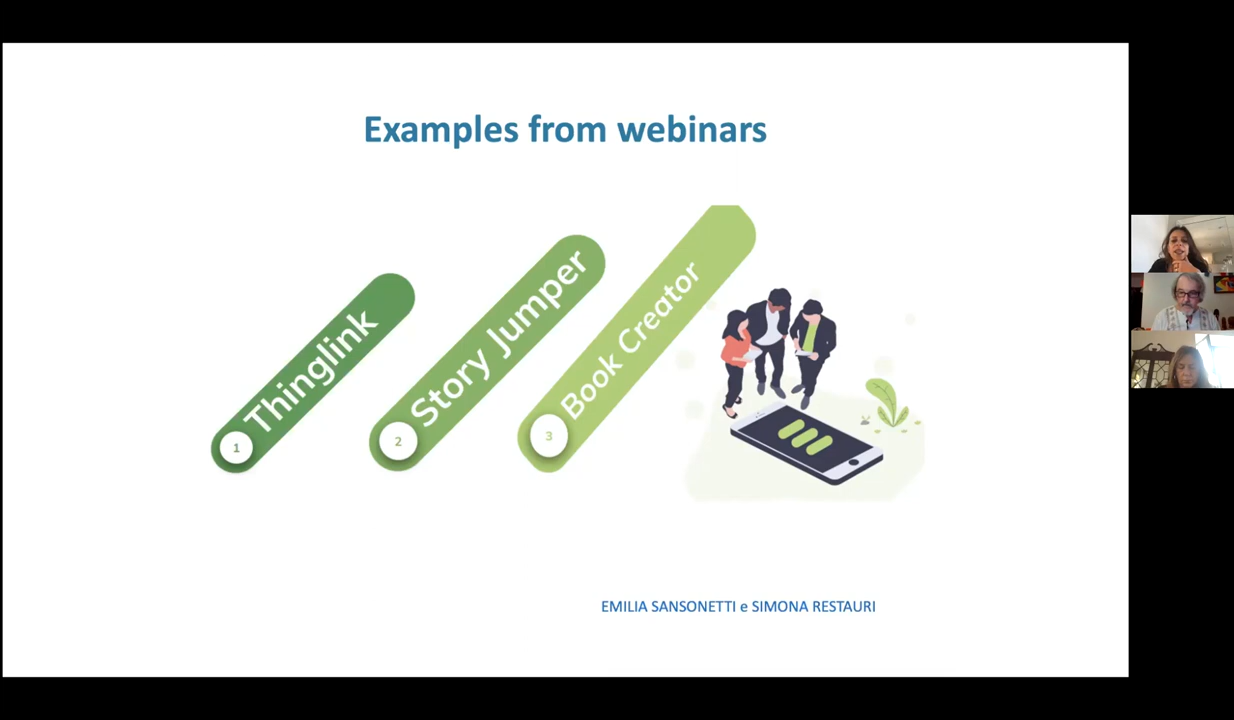 Examples from webinars
1 Thinglink
2 Story Jumper
3 Book Creator
EMILIA SANSONETTI e SIMONA RESTAURI